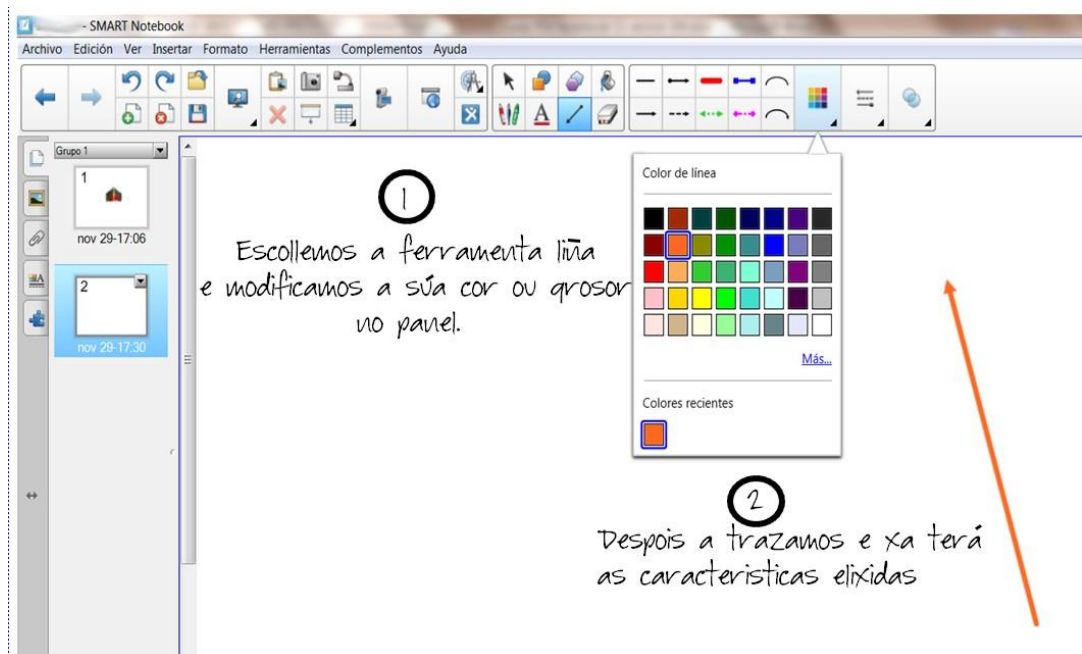 - SMART Notebook
Archivo Edición Ver Insertar Formato Herramientas Complementos Ayuda
Grupo 1
1
nov 29-17:06
2
nov 29-17:30
1
Escollemos a ferramenta liña
e modificamos a súa cor ou grosor
no panel.
Color de línea
Más...
Colores recientes
2
Despois a trazamos e xa terá
as caracteristicas elixidas